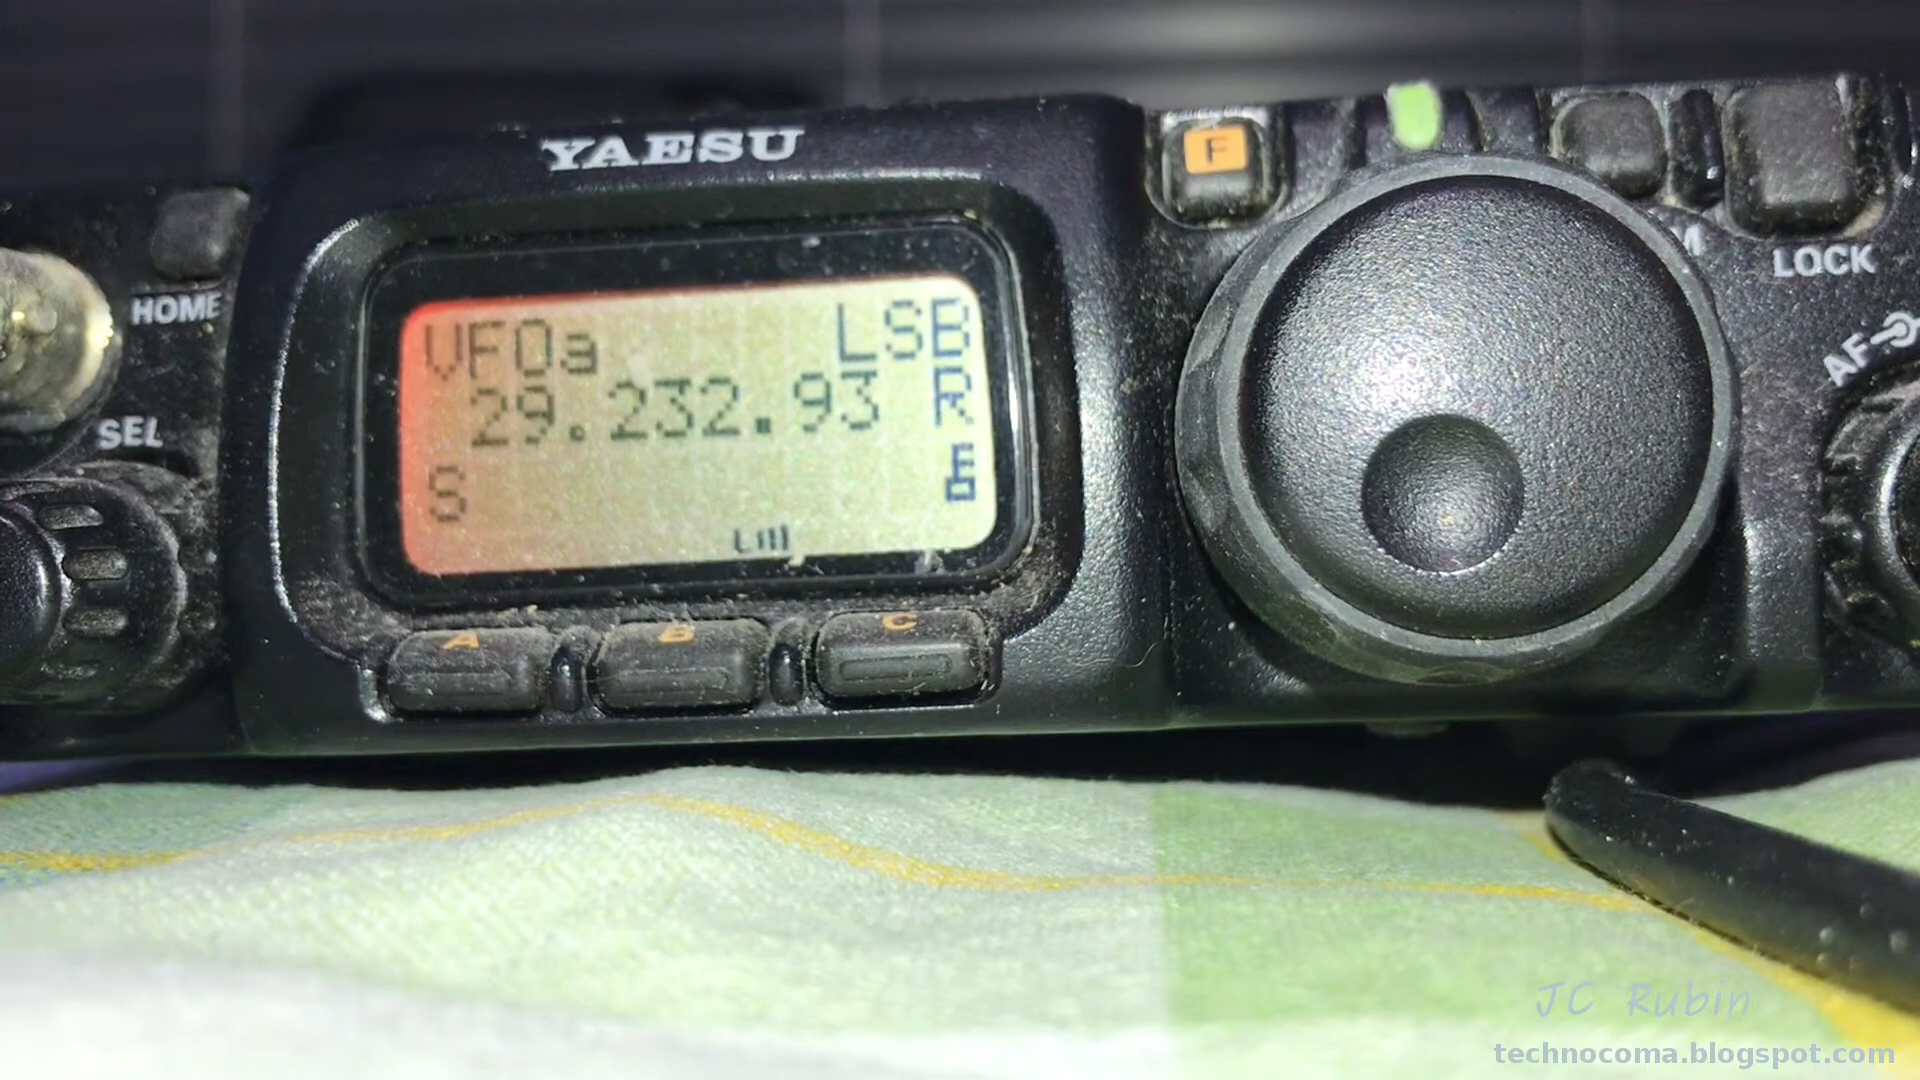 YAESU
F
HOME
LOCK
VFOa LSB
29.232.93
R
AF
SEL
S
A B C
JC Rubin
technocoma.blogspot.com